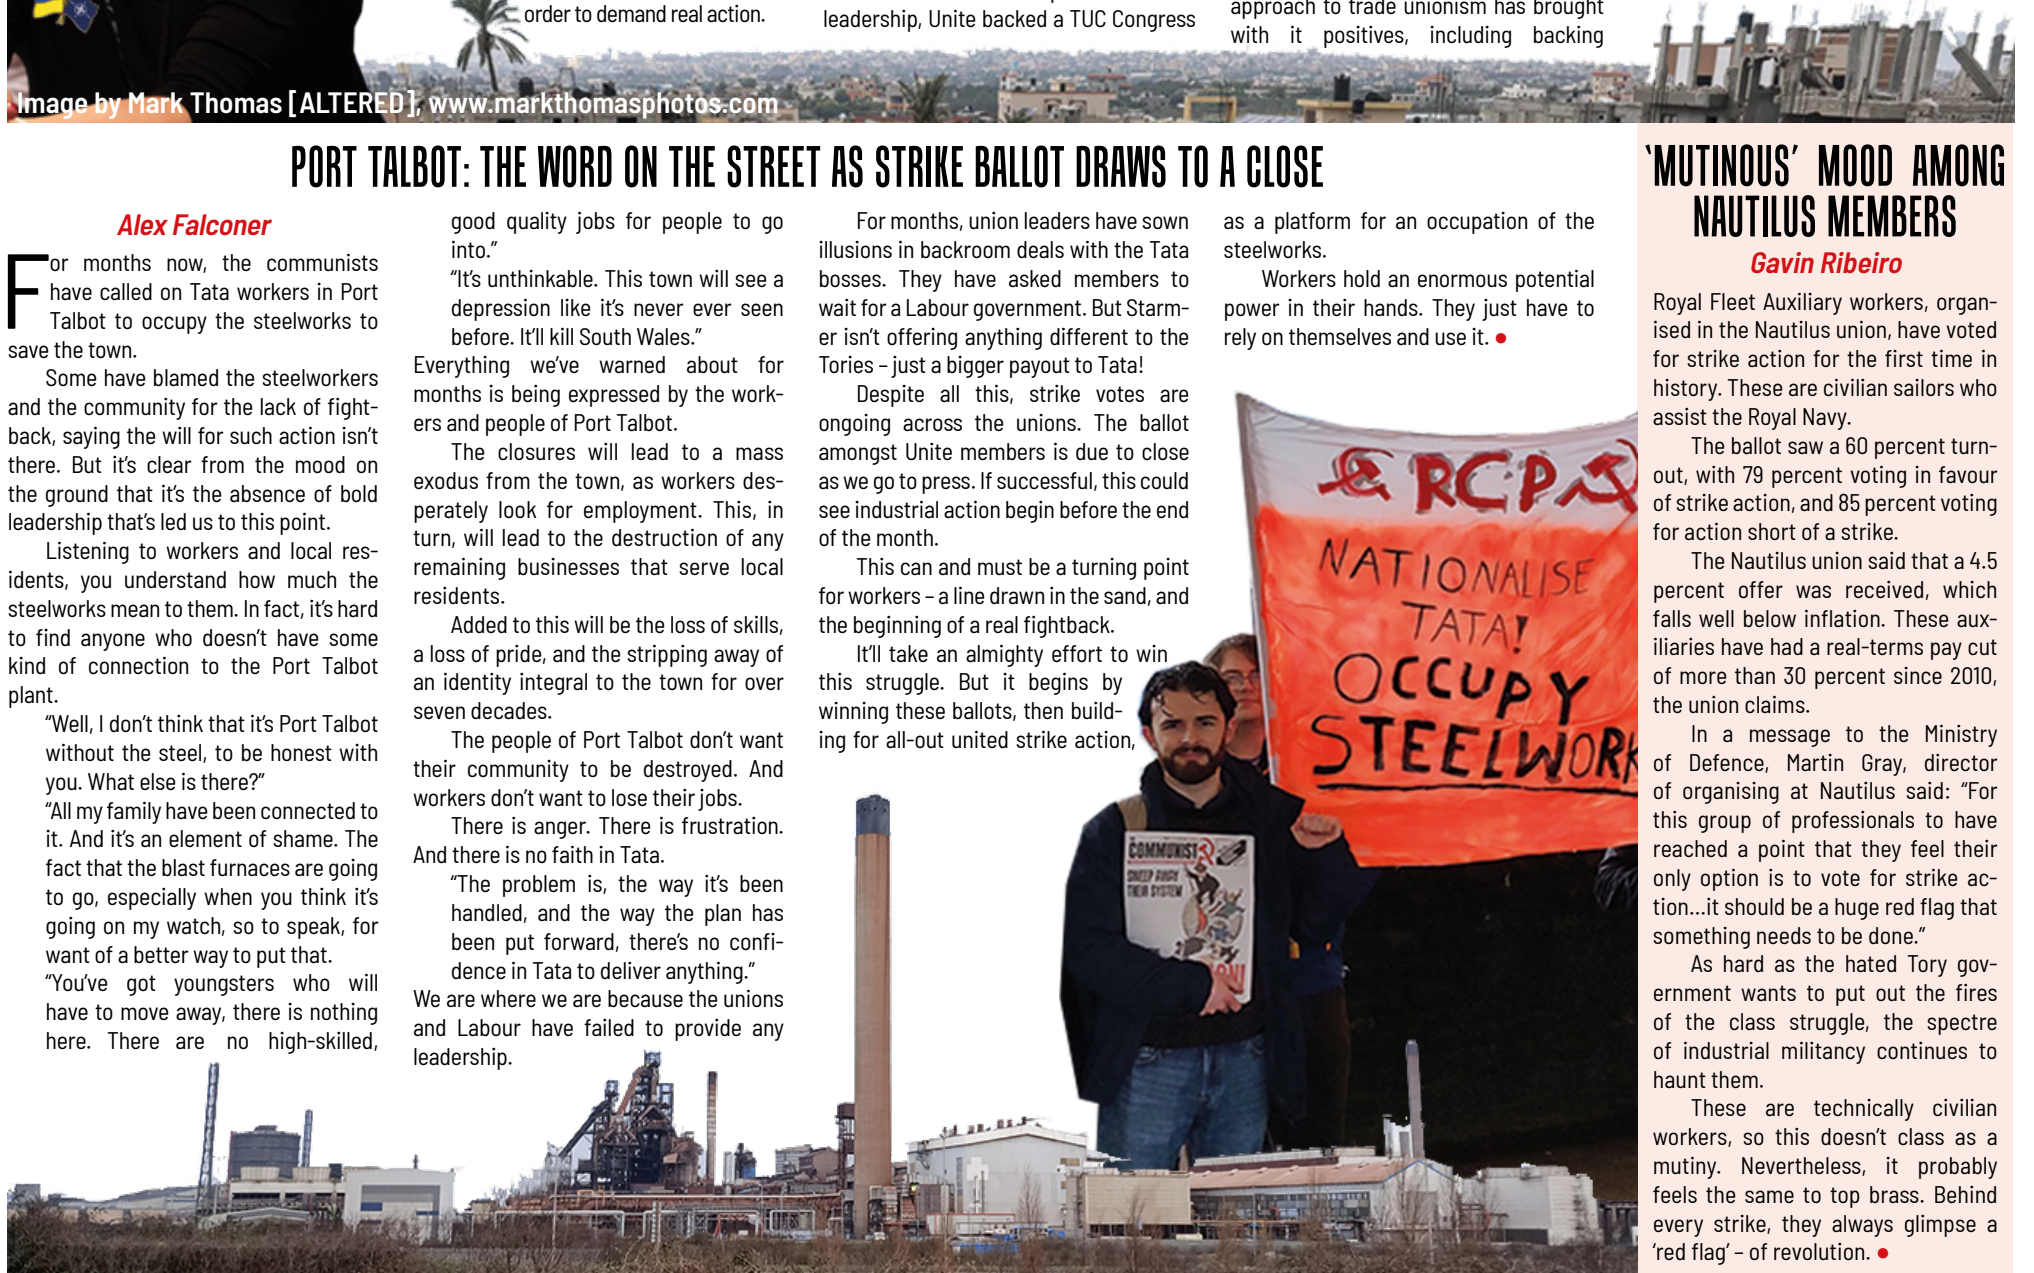 order to demand real action.
leadership, Unite backed a TUC Congress
approach to trade unionism has brought
with it positives, including backing
Image by Mark Thomas [ALTERED], www.markthomasphotos.com
PORT TALBOT: THE WORD ON THE STREET AS STRIKE BALLOT DRAWS TO A CLOSE
Alex Falconer
For months now, the communists
have called on Tata workers in Port
Talbot to occupy the steelworks to
save the town.
Some have blamed the steelworkers
and the community for the lack of fight-
back, saying the will for such action isn’t
there. But it’s clear from the mood on
the ground that it’s the absence of bold
leadership that’s led us to this point.
Listening to workers and local res-
idents, you understand how much the
steelworks mean to them. In fact, it’s hard
to find anyone who doesn’t have some
kind of connection to the Port Talbot
plant.
“Well, I don’t think that it’s Port Talbot
without the steel, to be honest with
you. What else is there?”
“All my family have been connected to
it. And it’s an element of shame. The
fact that the blast furnaces are going
to go, especially when you think it’s
going on my watch, so to speak, for
want of a better way to put that.
“You’ve got youngsters who will
have to move away, there is nothing
here. There are no high-skilled,
good quality jobs for people to go
into.”
“It’s unthinkable. This town will see a
depression like it’s never ever seen
before. It’ll kill South Wales.”
Everything we’ve warned about for
months is being expressed by the work-
ers and people of Port Talbot.
The closures will lead to a mass
exodus from the town, as workers des-
perately look for employment. This, in
turn, will lead to the destruction of any
remaining businesses that serve local
residents.
Added to this will be the loss of skills,
a loss of pride, and the stripping away of
an identity integral to the town for over
seven decades.
The people of Port Talbot don’t want
their community to be destroyed. And
workers don’t want to lose their jobs.
There is anger. There is frustration.
And there is no faith in Tata.
“The problem is, the way it’s been
handled, and the way the plan has
been put forward, there’s no confi-
dence in Tata to deliver anything.”
We are where we are because the unions
and Labour have failed to provide any
leadership.
For months, union leaders have sown
illusions in backroom deals with the Tata
bosses. They have asked members to
wait for a Labour government. But Starm-
er isn’t offering anything different to the
Tories – just a bigger payout to Tata!
Despite all this, strike votes are
ongoing across the unions. The ballot
amongst Unite members is due to close
as we go to press. If successful, this could
see industrial action begin before the end
of the month.
This can and must be a turning point
for workers – a line drawn in the sand, and
the beginning of a real fightback.
It’ll take an almighty effort to win
this struggle. But it begins by
winning these ballots, then build-
ing for all-out united strike action,
as a platform for an occupation of the
steelworks.
Workers hold an enormous potential
power in their hands. They just have to
rely on themselves and use it. ●
RCP
NATIONALISE
TATA!
OCCUPY
STEELWORK
COMMUNIST
SWEEP AWAY
THEIR SYSTEM
‘MUTINOUS’ MOOD AMONG
NAUTILUS MEMBERS
Gavin Ribeiro
Royal Fleet Auxiliary workers, organ-
ised in the Nautilus union, have voted
for strike action for the first time in
history. These are civilian sailors who
assist the Royal Navy.
The ballot saw a 60 percent turn-
out, with 79 percent voting in favour
of strike action, and 85 percent voting
for action short of a strike.
The Nautilus union said that a 4.5
percent offer was received, which
falls well below inflation. These aux-
iliaries have had a real-terms pay cut
of more than 30 percent since 2010,
the union claims.
In a message to the Ministry
of Defence, Martin Gray, director
of organising at Nautilus said: “For
this group of professionals to have
reached a point that they feel their
only option is to vote for strike ac-
tion...it should be a huge red flag that
something needs to be done.”
As hard as the hated Tory gov-
ernment wants to put out the fires
of the class struggle, the spectre
of industrial militancy continues to
haunt them.
These are technically civilian
workers, so this doesn’t class as a
mutiny. Nevertheless, it probably
feels the same to top brass. Behind
every strike, they always glimpse a
‘red flag’ – of revolution. ●